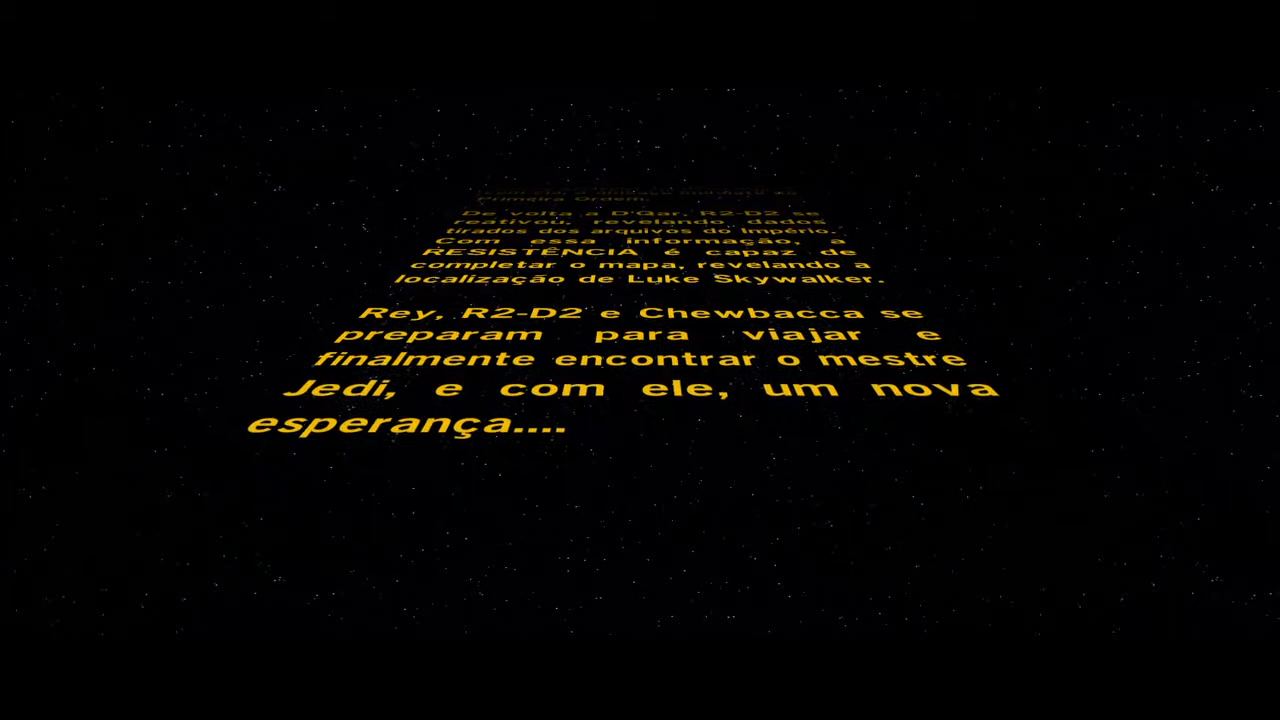 Primeira Ordem.
De volta a D'Qar, R2-D2 se
reativou, revelando dados
tirados dos arquivos do Império.
Com essa informação, a
RESISTÊNCIA é capaz de
completar o mapa, revelando a
localização de Luke Skywalker.
Rey, R2-D2 e Chewbacca se
preparam para viajar e
finalmente encontrar o mestre
Jedi, e com ele, um nova
esperança....